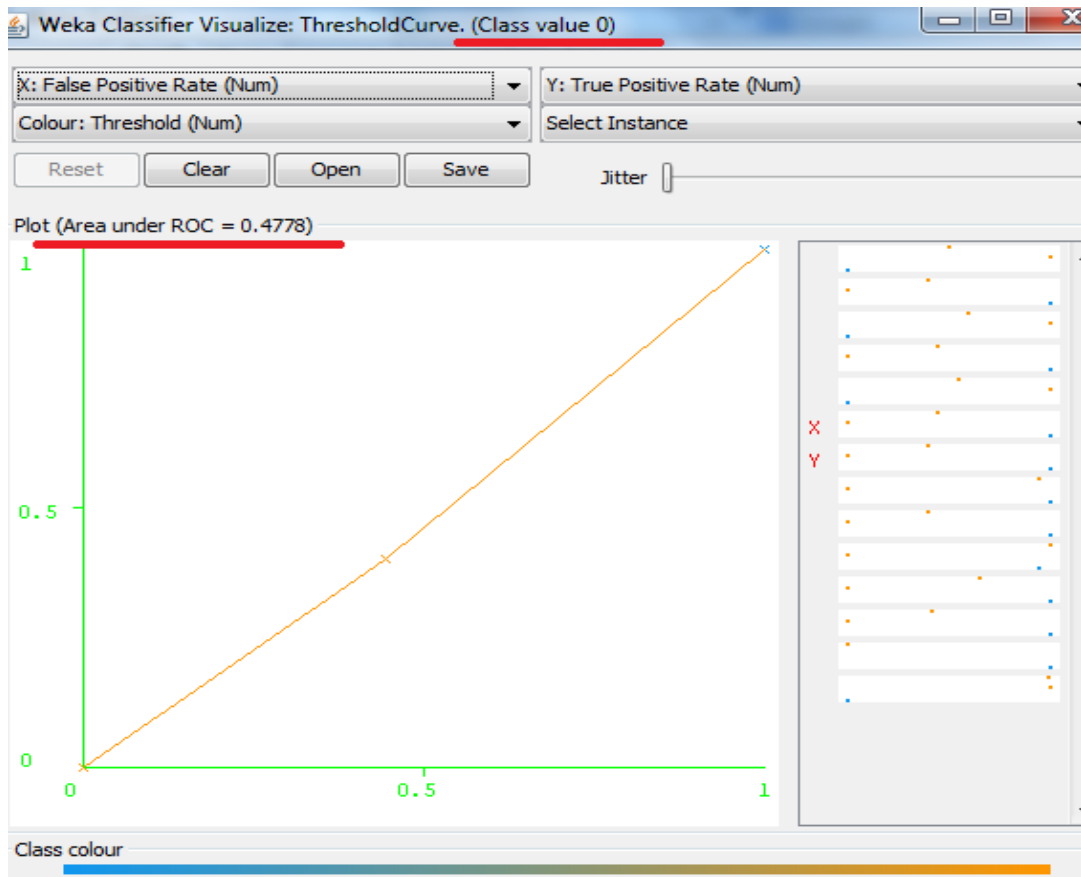 Weka Classifier Visualize: ThresholdCurve. (Class value 0)
X: False Positive Rate (Num)
Y: True Positive Rate (Num)
Colour: Threshold (Num)
Select Instance
Reset
Clear
Open
Save
Jitter
Plot (Area under ROC = 0.4778)
1
0.5
0
0
0.5
1
X
Y
Class colour